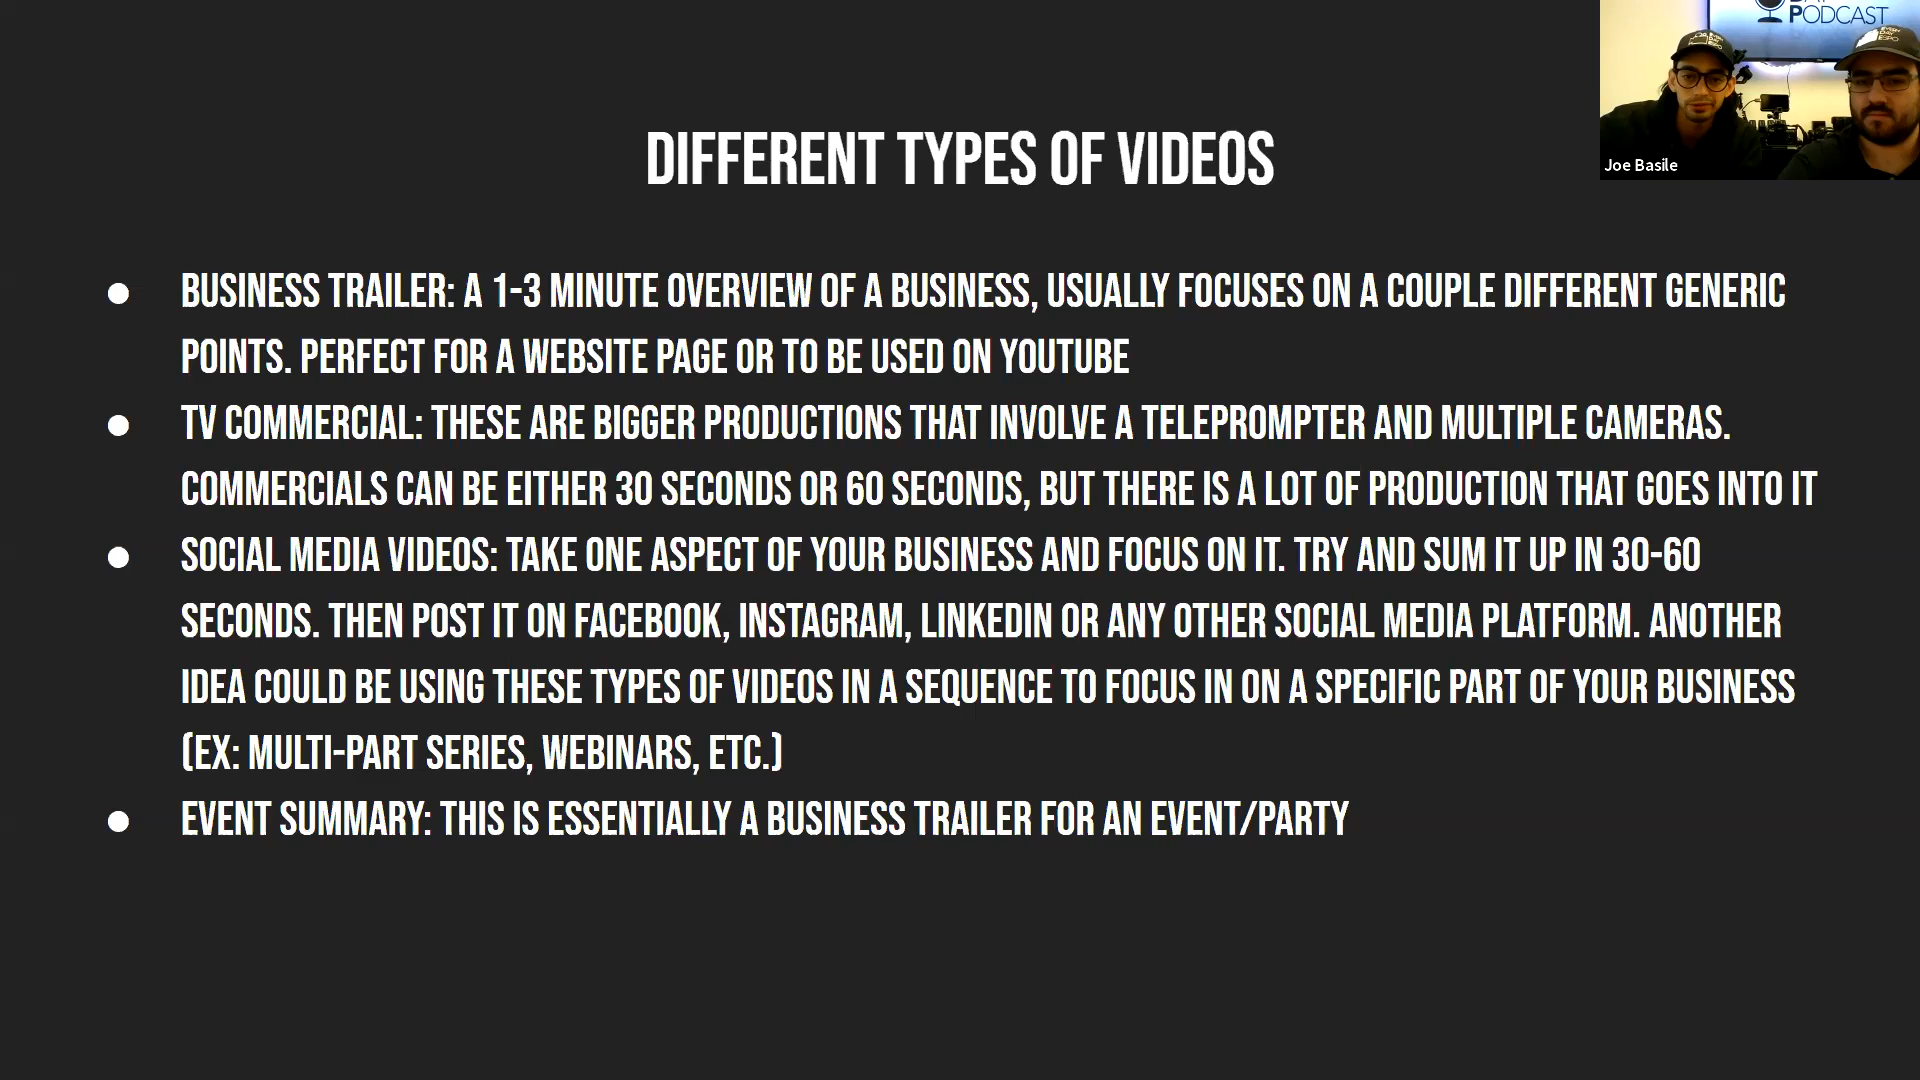 PODCAST
Joe Basile
DIFFERENT TYPES OF VIDEOS
● BUSINESS TRAILER: A 1-3 MINUTE OVERVIEW OF A BUSINESS, USUALLY FOCUSES ON A COUPLE DIFFERENT GENERIC
POINTS. PERFECT FOR A WEBSITE PAGE OR TO BE USED ON YOUTUBE
● TV COMMERCIAL: THESE ARE BIGGER PRODUCTIONS THAT INVOLVE A TELEPROMPTER AND MULTIPLE CAMERAS.
COMMERCIALS CAN BE EITHER 30 SECONDS OR 60 SECONDS, BUT THERE IS A LOT OF PRODUCTION THAT GOES INTO IT
● SOCIAL MEDIA VIDEOS: TAKE ONE ASPECT OF YOUR BUSINESS AND FOCUS ON IT. TRY AND SUM IT UP IN 30-60
SECONDS. THEN POST IT ON FACEBOOK, INSTAGRAM, LINKEDIN OR ANY OTHER SOCIAL MEDIA PLATFORM. ANOTHER
IDEA COULD BE USING THESE TYPES OF VIDEOS IN A SEQUENCE TO FOCUS IN ON A SPECIFIC PART OF YOUR BUSINESS
(EX: MULTI-PART SERIES, WEBINARS, ETC.)
● EVENT SUMMARY: THIS IS ESSENTIALLY A BUSINESS TRAILER FOR AN EVENT/PARTY